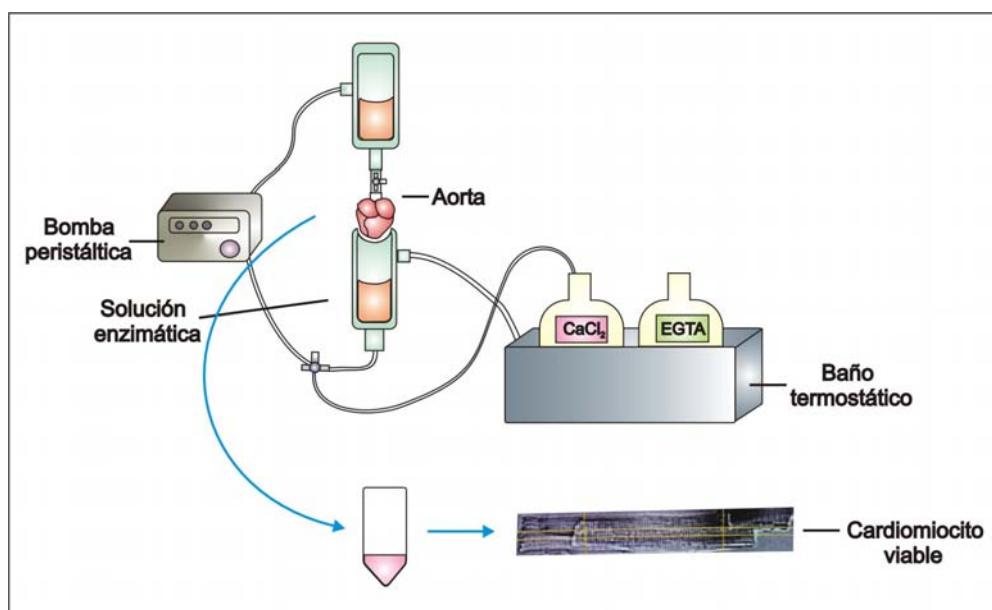 Aorta
Bomba
peristáltica
Solución
enzimática
CaCl₂
EGTA
Baño
termostático
Cardiomiocito
viable